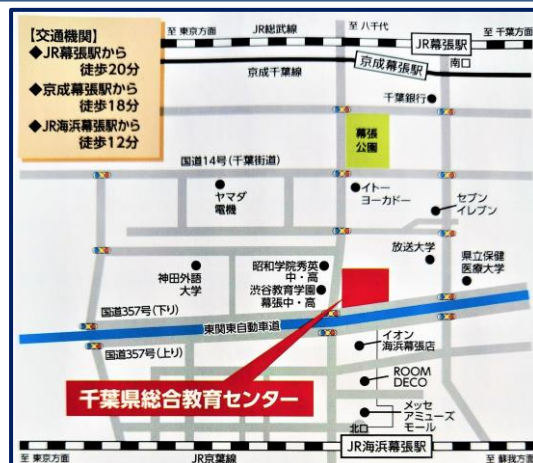 【交通機関】
◆JR幕張駅から
徒歩20分
◆京成幕張駅から
徒歩18分
◆JR海浜幕張駅から
徒歩12分
至 東京方面
JR総武線
至 八千代
JR幕張駅
至 千葉方面
南口
京成幕張駅
京成千葉線
千葉銀行
幕張
公園
国道14号(千葉街道)
ヤマダ
電機
イトー
ヨーカドー
セブン
イレブン
放送大学
県立保健
医療大学
神田外語
大学
昭和学院秀英
中・高
渋谷教育学園
幕張中・高
国道357号(下り)
東関東自動車道
国道357号(上り)
イオン
海浜幕張店
ROOM
DECO
千葉県総合教育センター
メッセ
アミューズ
モール
北口
JR海浜幕張駅
至 東京方面
JR京葉線
至 蘇我方面